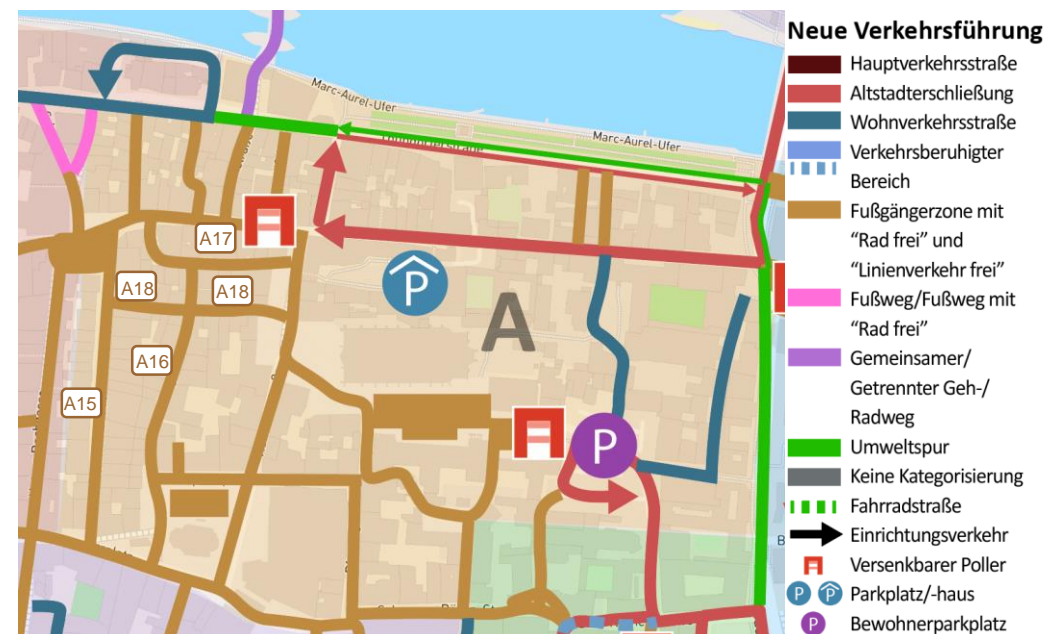 Marc-Aurel-Ufer
Marc-Aurel-Ufer
A17
A18
A18
A16
A15
A
P
P
Neue Verkehrsführung
Hauptverkehrsstraße
Altstadterschließung
Wohnverkehrsstraße
Verkehrsberuhigter
Bereich
Fußgängerzone mit
“Rad frei” und
“Linienverkehr frei”
Fußweg/Fußweg mit
“Rad frei”
Gemeinsamer/
Getrennter Geh-/
Radweg
Umweltspur
Keine Kategorisierung
Fahrradstraße
Einrichtungsverkehr
Versenkbarer Poller
P P Parkplatz/-haus
P Bewohnerparkplatz